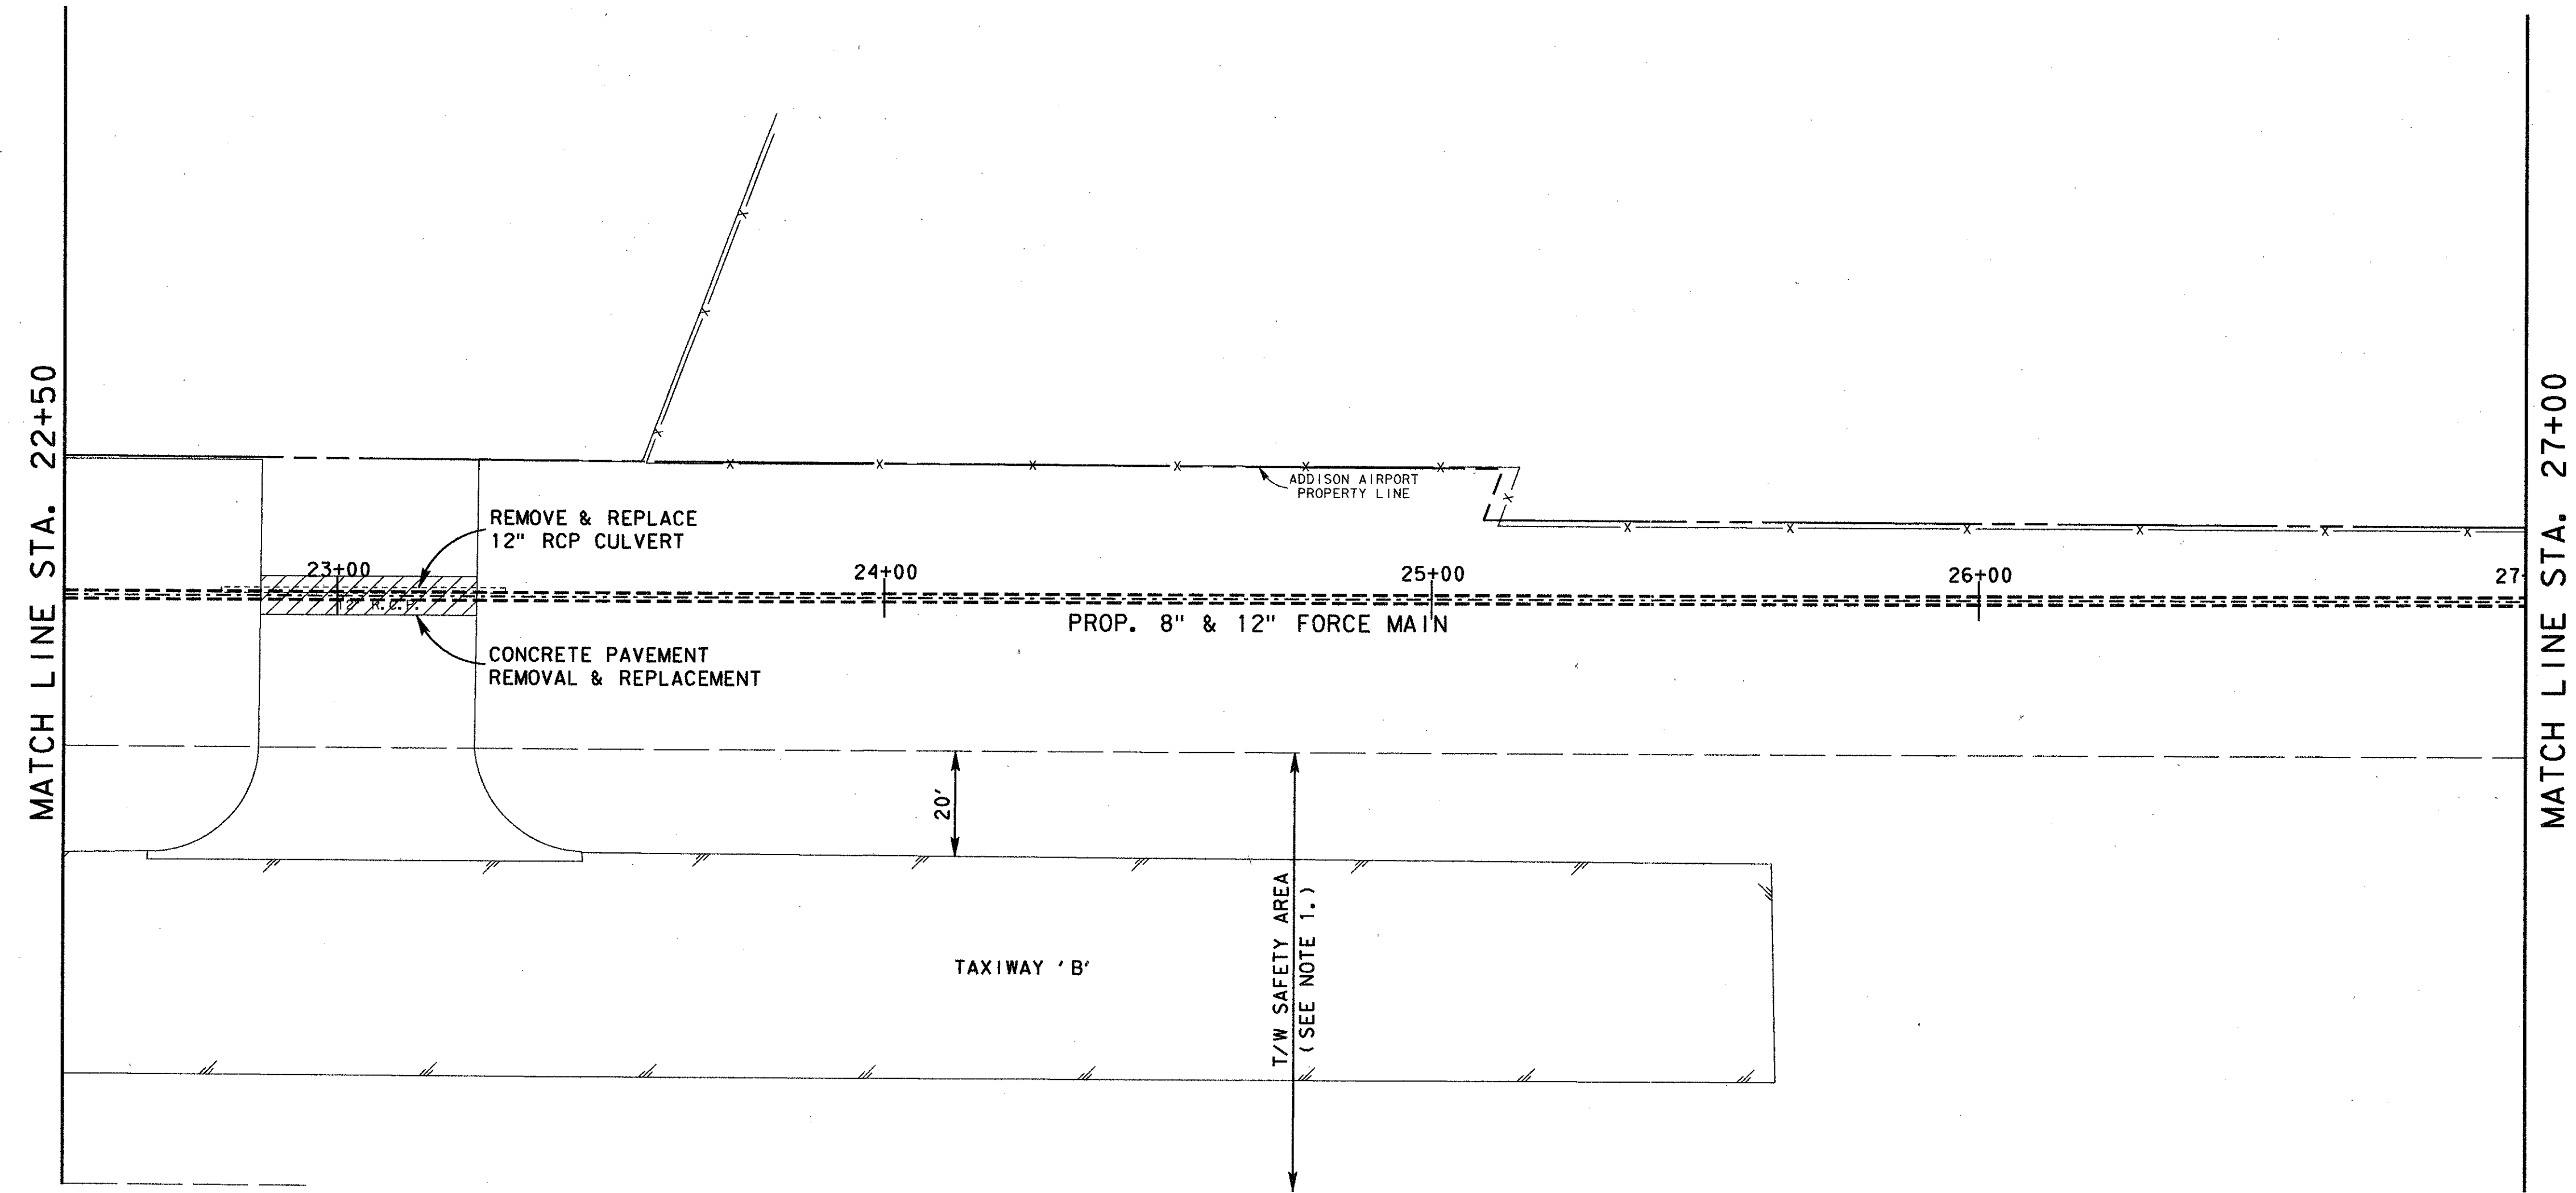 MATCH LINE STA. 22+50
ADDISON AIRPORT
PROPERTY LINE
REMOVE & REPLACE
12" RCP CULVERT
23+00
24+00
25+00
26+00
27
12" R.C.P.
PROP. 8" & 12" FORCE MAIN
CONCRETE PAVEMENT
REMOVAL & REPLACEMENT
20'
T/W SAFETY AREA
(SEE NOTE 1.)
TAXIWAY 'B'
MATCH LINE STA. 27+00